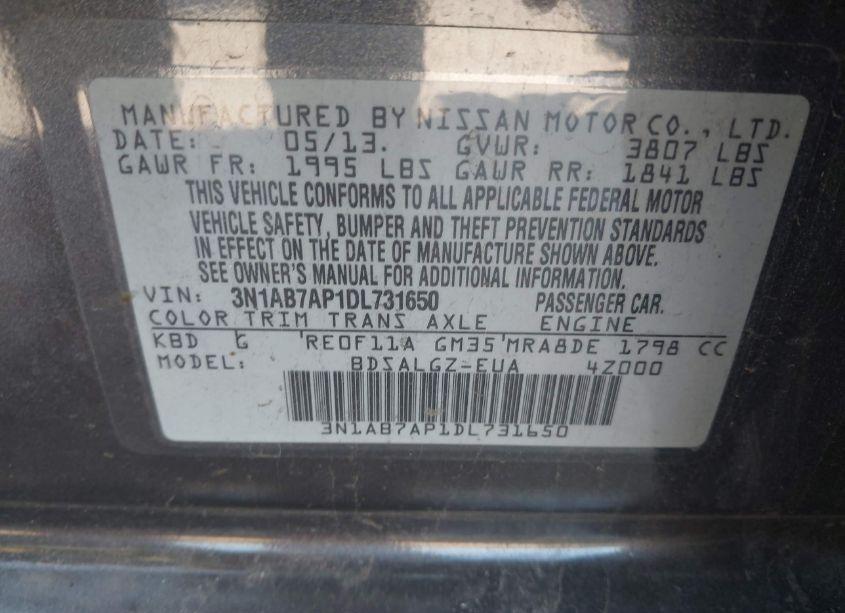 MANUFACTURED BY NISSAN MOTOR CO., LTD.
DATE: 05/13. GVWR: 3807 LBS
GAWR FR: 1995 LBS GAWR RR: 1841 LBS
THIS VEHICLE CONFORMS TO ALL APPLICABLE FEDERAL MOTOR
VEHICLE SAFETY, BUMPER AND THEFT PREVENTION STANDARDS
IN EFFECT ON THE DATE OF MANUFACTURE SHOWN ABOVE.
SEE OWNER'S MANUAL FOR ADDITIONAL INFORMATION.
VIN: 3N1AB7AP1DL731650 PASSENGER CAR.
COLOR TRIM TRANS AXLE ENGINE
KBD G 'RE0F11A GM35'MRA8DE 1798 CC
MODEL: BDSALGZ-EUA 4Z000
3N1AB7AP1DL731650